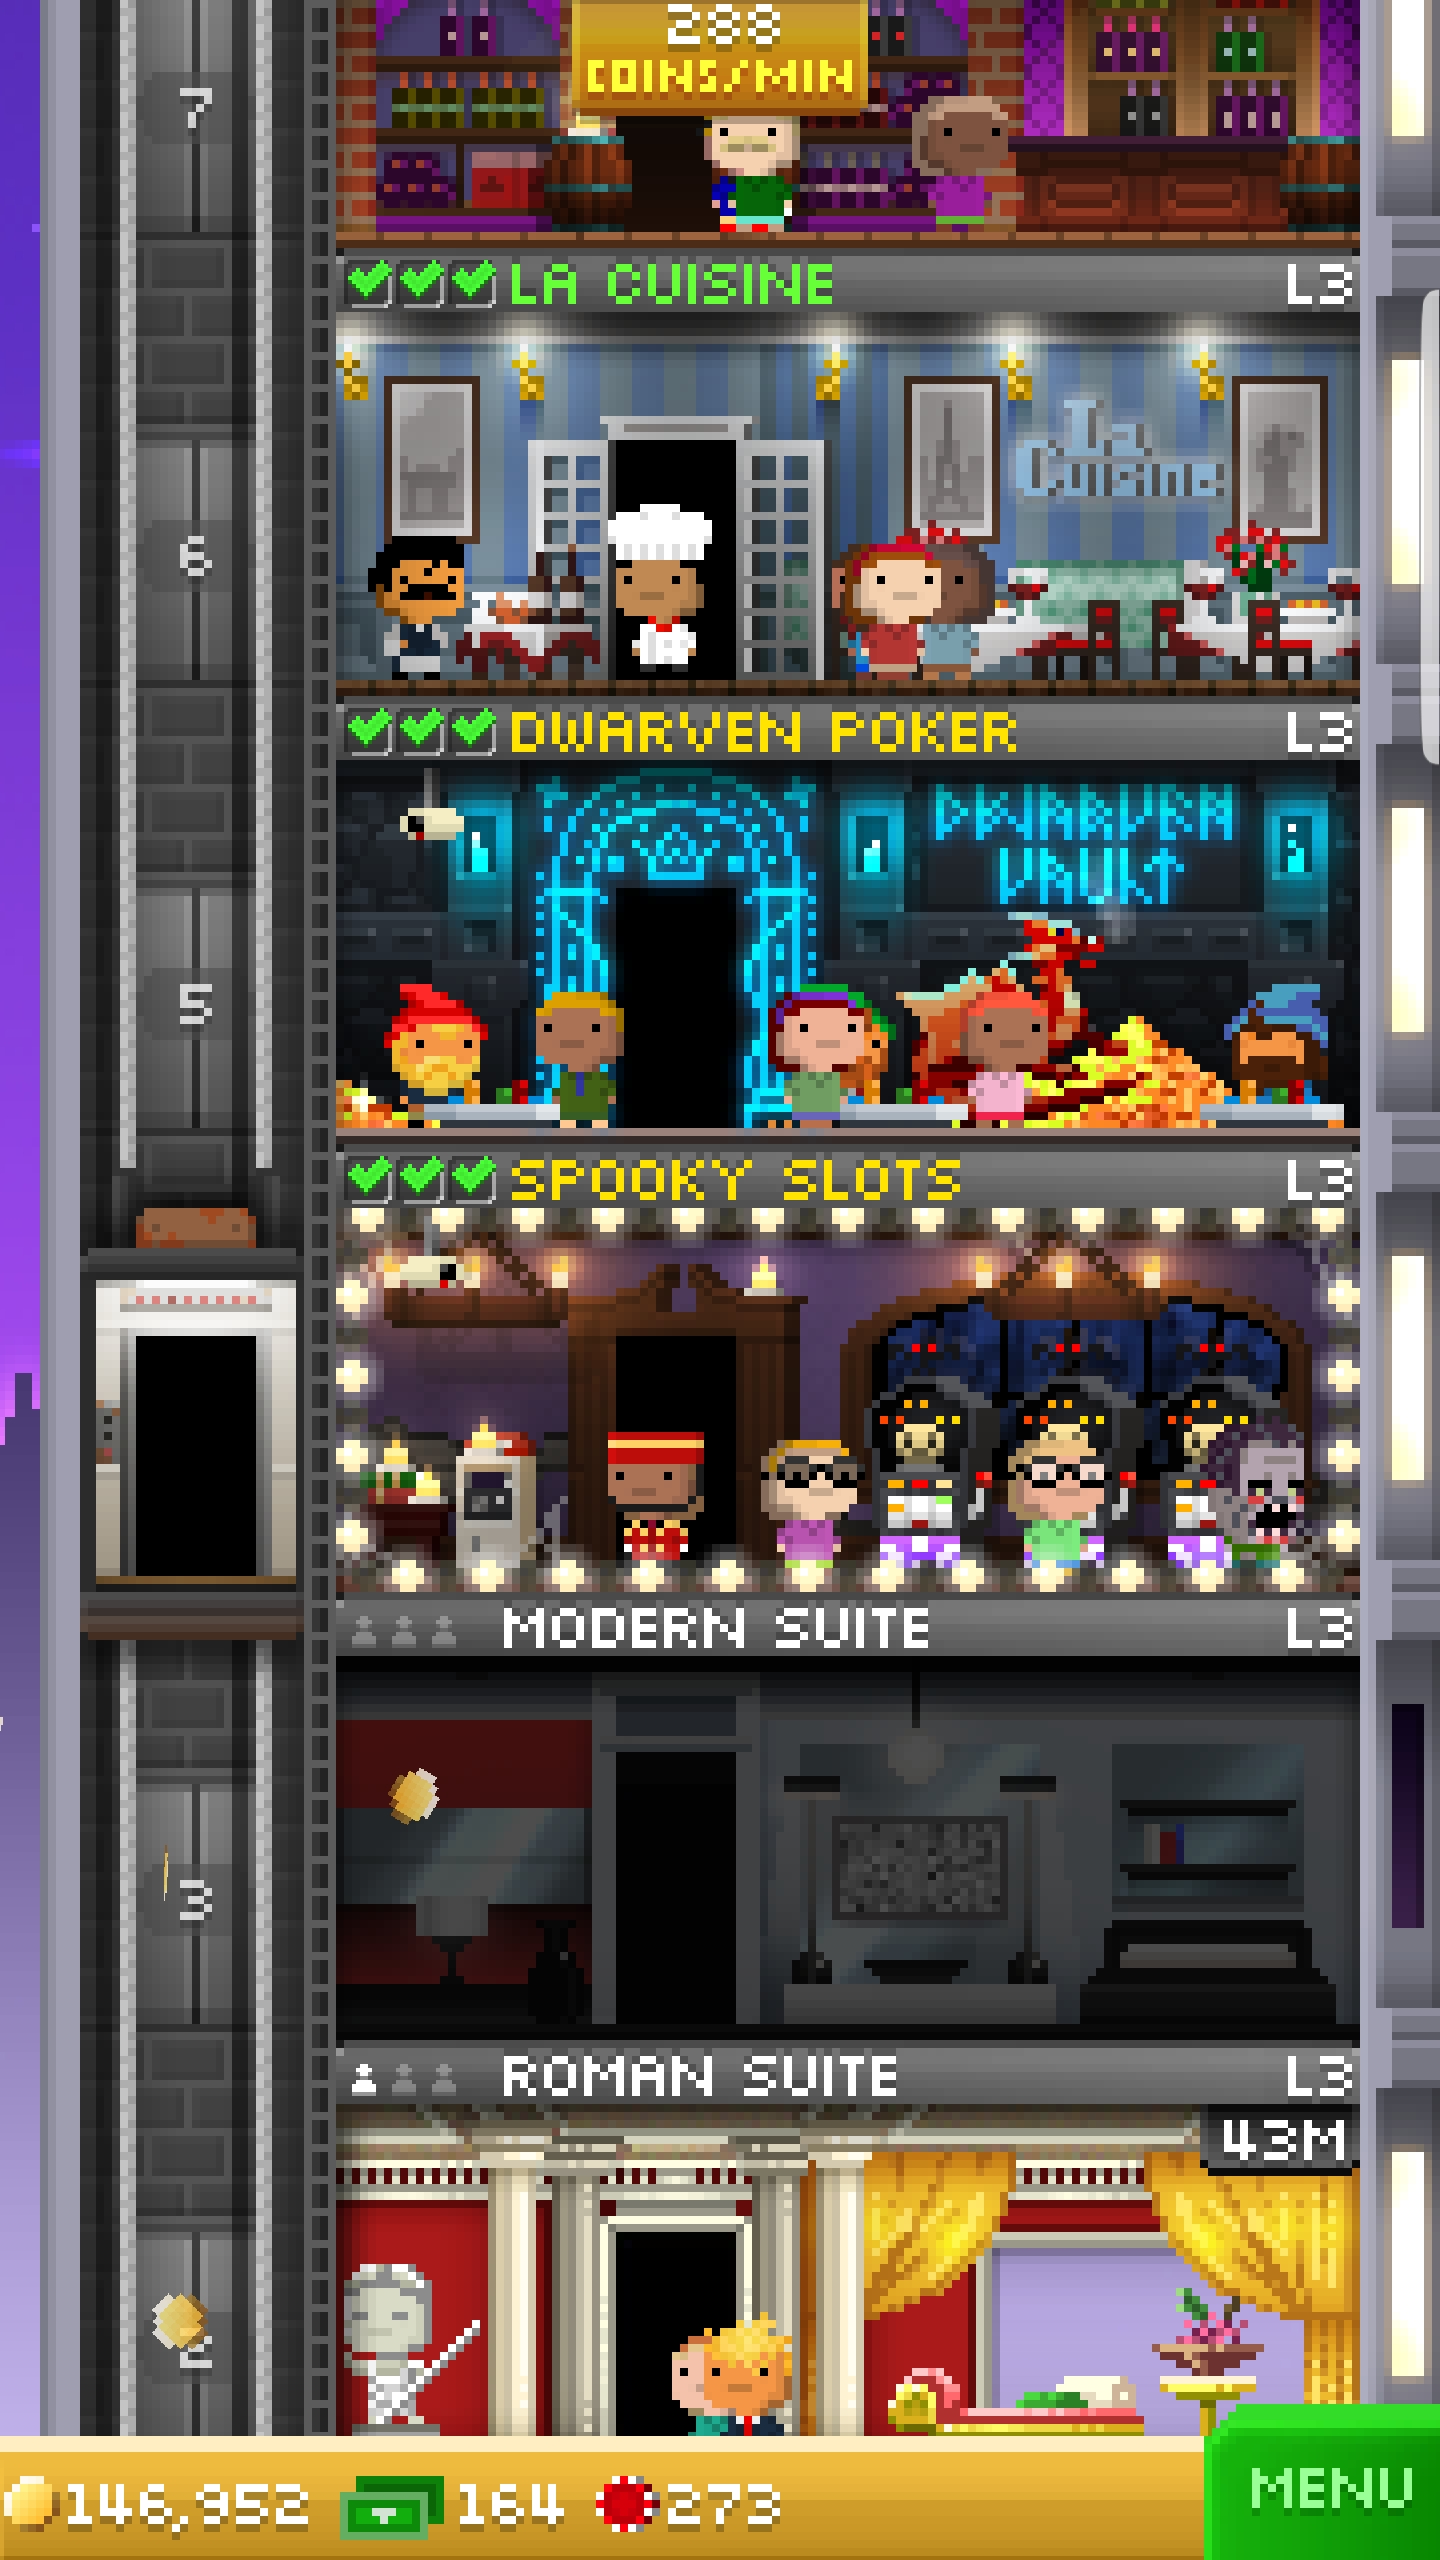 288
COINS/MIN
7
LA CUISINE L3
La
Cuisine
6
DWARVEN POKER L3
DWARVEN
VAULT
5
SPOOKY SLOTS L3
MODERN SUITE L3
3
ROMAN SUITE L3
43M
2
146,952 164 273
MENU